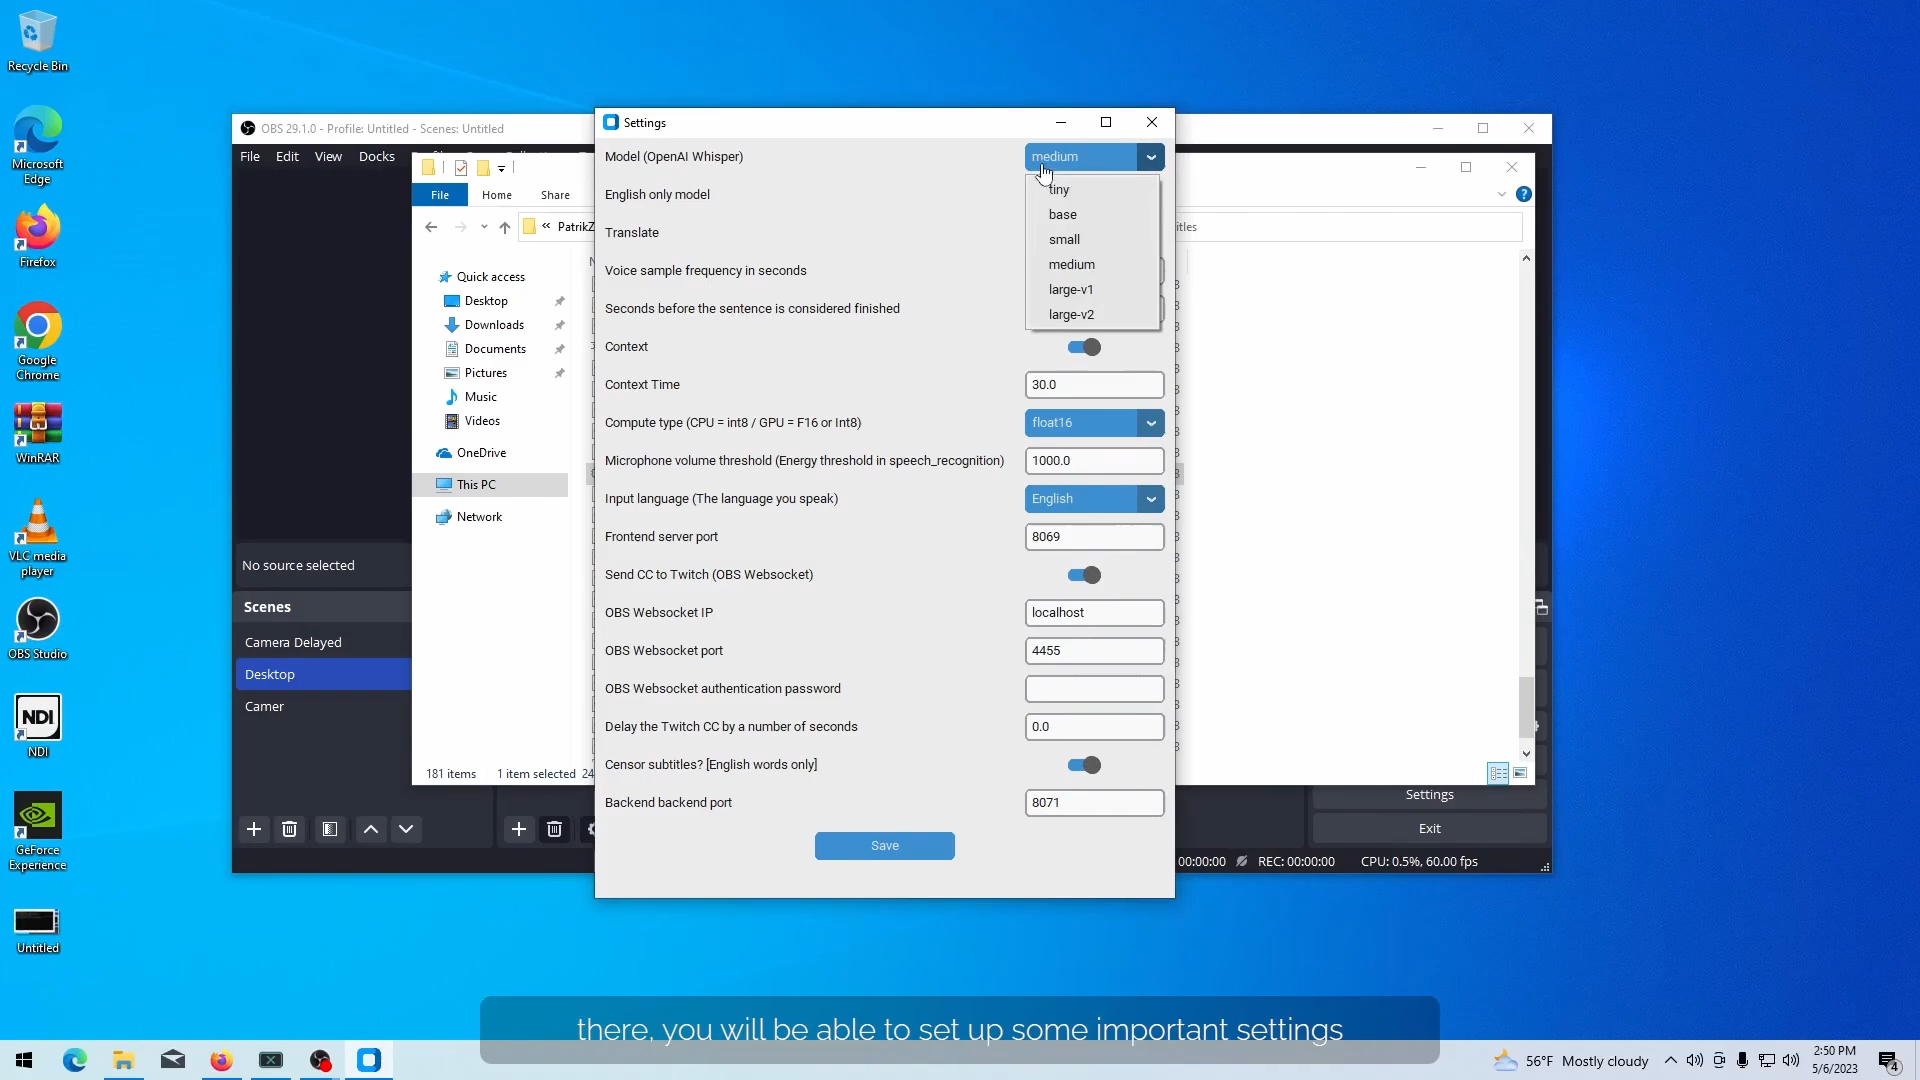 Recycle Bin
Microsoft
Edge
Firefox
Google
Chrome
WinRAR
VLC media
player
OBS Studio
NDI
NDI
GeForce
Experience
Untitled
OBS 29.1.0 - Profile: Untitled - Scenes: Untitled
File Edit View Docks
File Home Share
« PatrikZ
Quick access
Desktop
Downloads
Documents
Pictures
Music
Videos
OneDrive
This PC
Network
181 items 1 item selected 24
No source selected
Scenes
Camera Delayed
Desktop
Camer
Settings
Model (OpenAI Whisper) medium
tiny
base
small
medium
large-v1
large-v2
English only model
Translate
Voice sample frequency in seconds
Seconds before the sentence is considered finished
Context
Context Time 30.0
Compute type (CPU = int8 / GPU = F16 or Int8) float16
Microphone volume threshold (Energy threshold in speech_recognition) 1000.0
Input language (The language you speak) English
Frontend server port 8069
Send CC to Twitch (OBS Websocket)
OBS Websocket IP localhost
OBS Websocket port 4455
OBS Websocket authentication password
Delay the Twitch CC by a number of seconds 0.0
Censor subtitles? [English words only]
Backend backend port 8071
Save
Settings
Exit
00:00:00 REC: 00:00:00 CPU: 0.5%, 60.00 fps
there, you will be able to set up some important settings
56°F Mostly cloudy
2:50 PM
5/6/2023
4